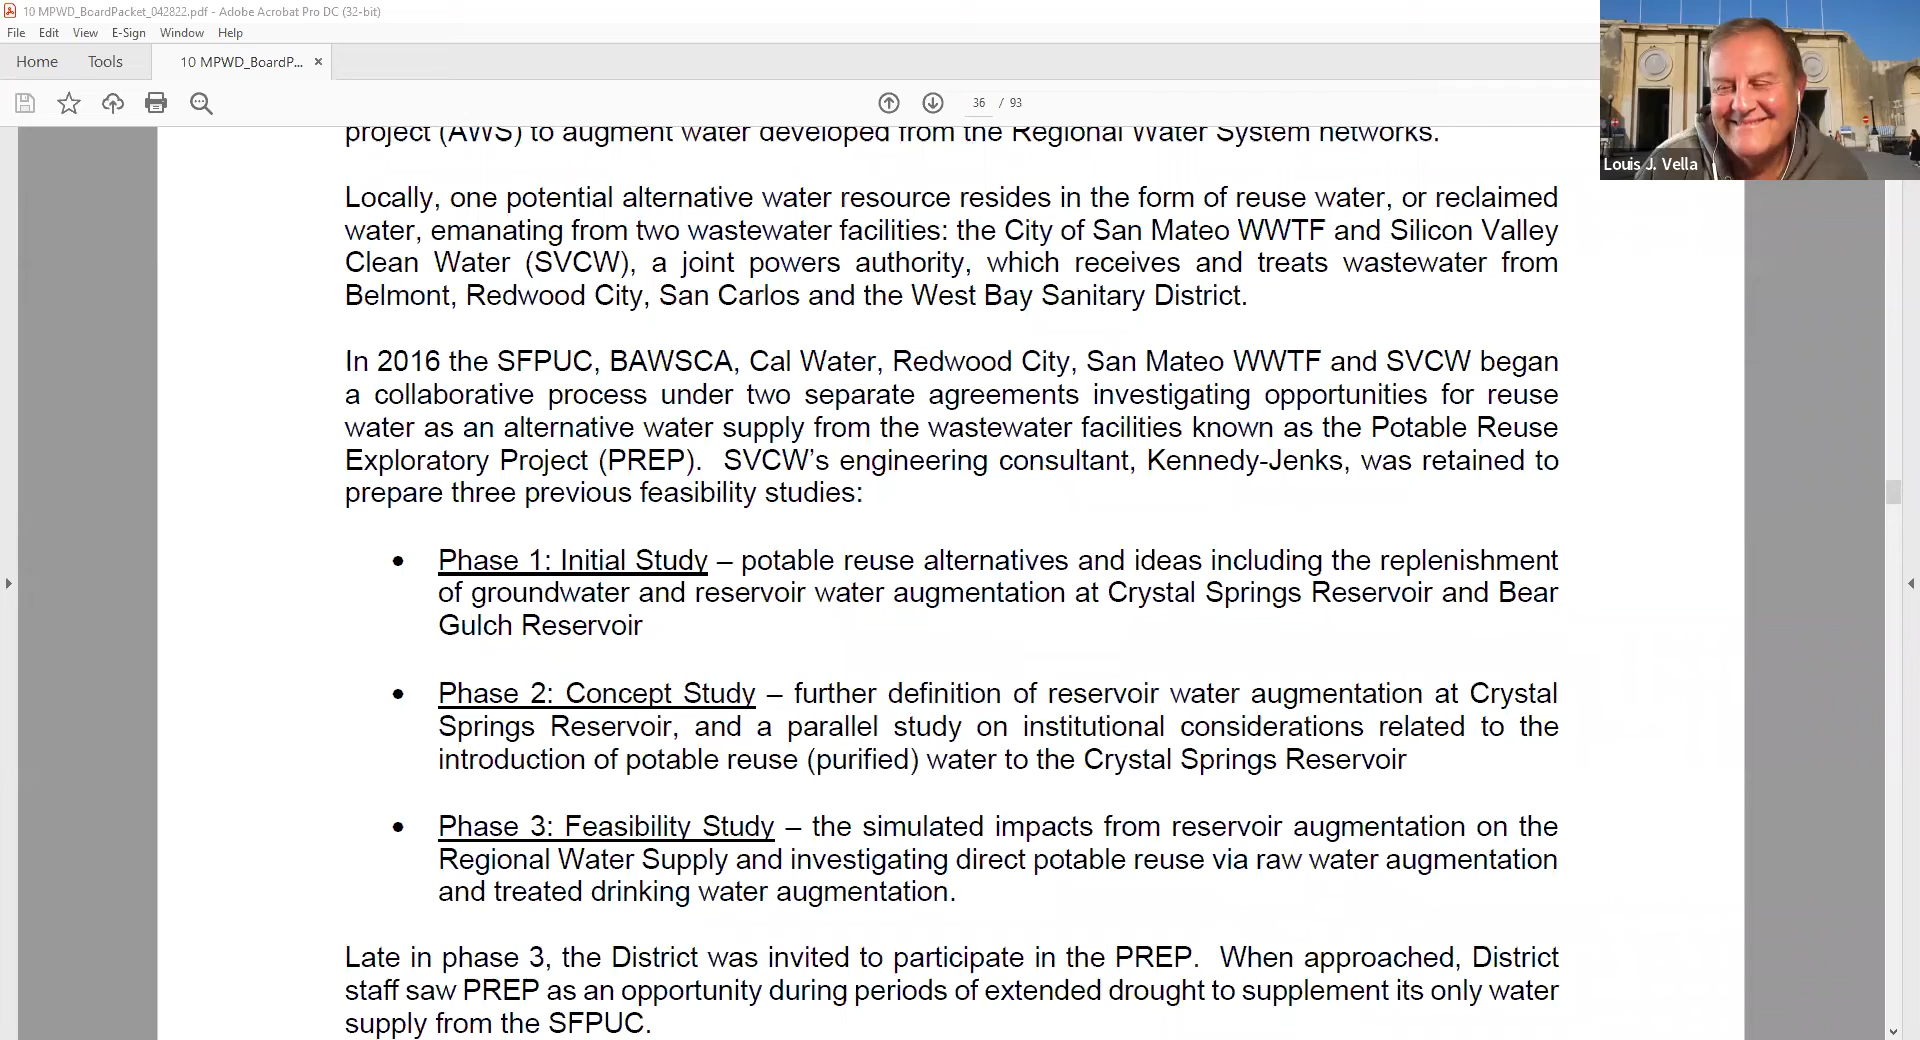 10 MPWD_BoardPacket_042822.pdf - Adobe Acrobat Pro DC (32-bit)
File Edit View E-Sign Window Help
Home Tools 10 MPWD_BoardP... ×
36 / 93
Louis J. Vella
project (AWS) to augment water developed from the Regional Water System networks.
Locally, one potential alternative water resource resides in the form of reuse water, or reclaimed
water, emanating from two wastewater facilities: the City of San Mateo WWTF and Silicon Valley
Clean Water (SVCW), a joint powers authority, which receives and treats wastewater from
Belmont, Redwood City, San Carlos and the West Bay Sanitary District.
In 2016 the SFPUC, BAWSCA, Cal Water, Redwood City, San Mateo WWTF and SVCW began
a collaborative process under two separate agreements investigating opportunities for reuse
water as an alternative water supply from the wastewater facilities known as the Potable Reuse
Exploratory Project (PREP). SVCW’s engineering consultant, Kennedy-Jenks, was retained to
prepare three previous feasibility studies:
• Phase 1: Initial Study – potable reuse alternatives and ideas including the replenishment
of groundwater and reservoir water augmentation at Crystal Springs Reservoir and Bear
Gulch Reservoir
• Phase 2: Concept Study – further definition of reservoir water augmentation at Crystal
Springs Reservoir, and a parallel study on institutional considerations related to the
introduction of potable reuse (purified) water to the Crystal Springs Reservoir
• Phase 3: Feasibility Study – the simulated impacts from reservoir augmentation on the
Regional Water Supply and investigating direct potable reuse via raw water augmentation
and treated drinking water augmentation.
Late in phase 3, the District was invited to participate in the PREP. When approached, District
staff saw PREP as an opportunity during periods of extended drought to supplement its only water
supply from the SFPUC.